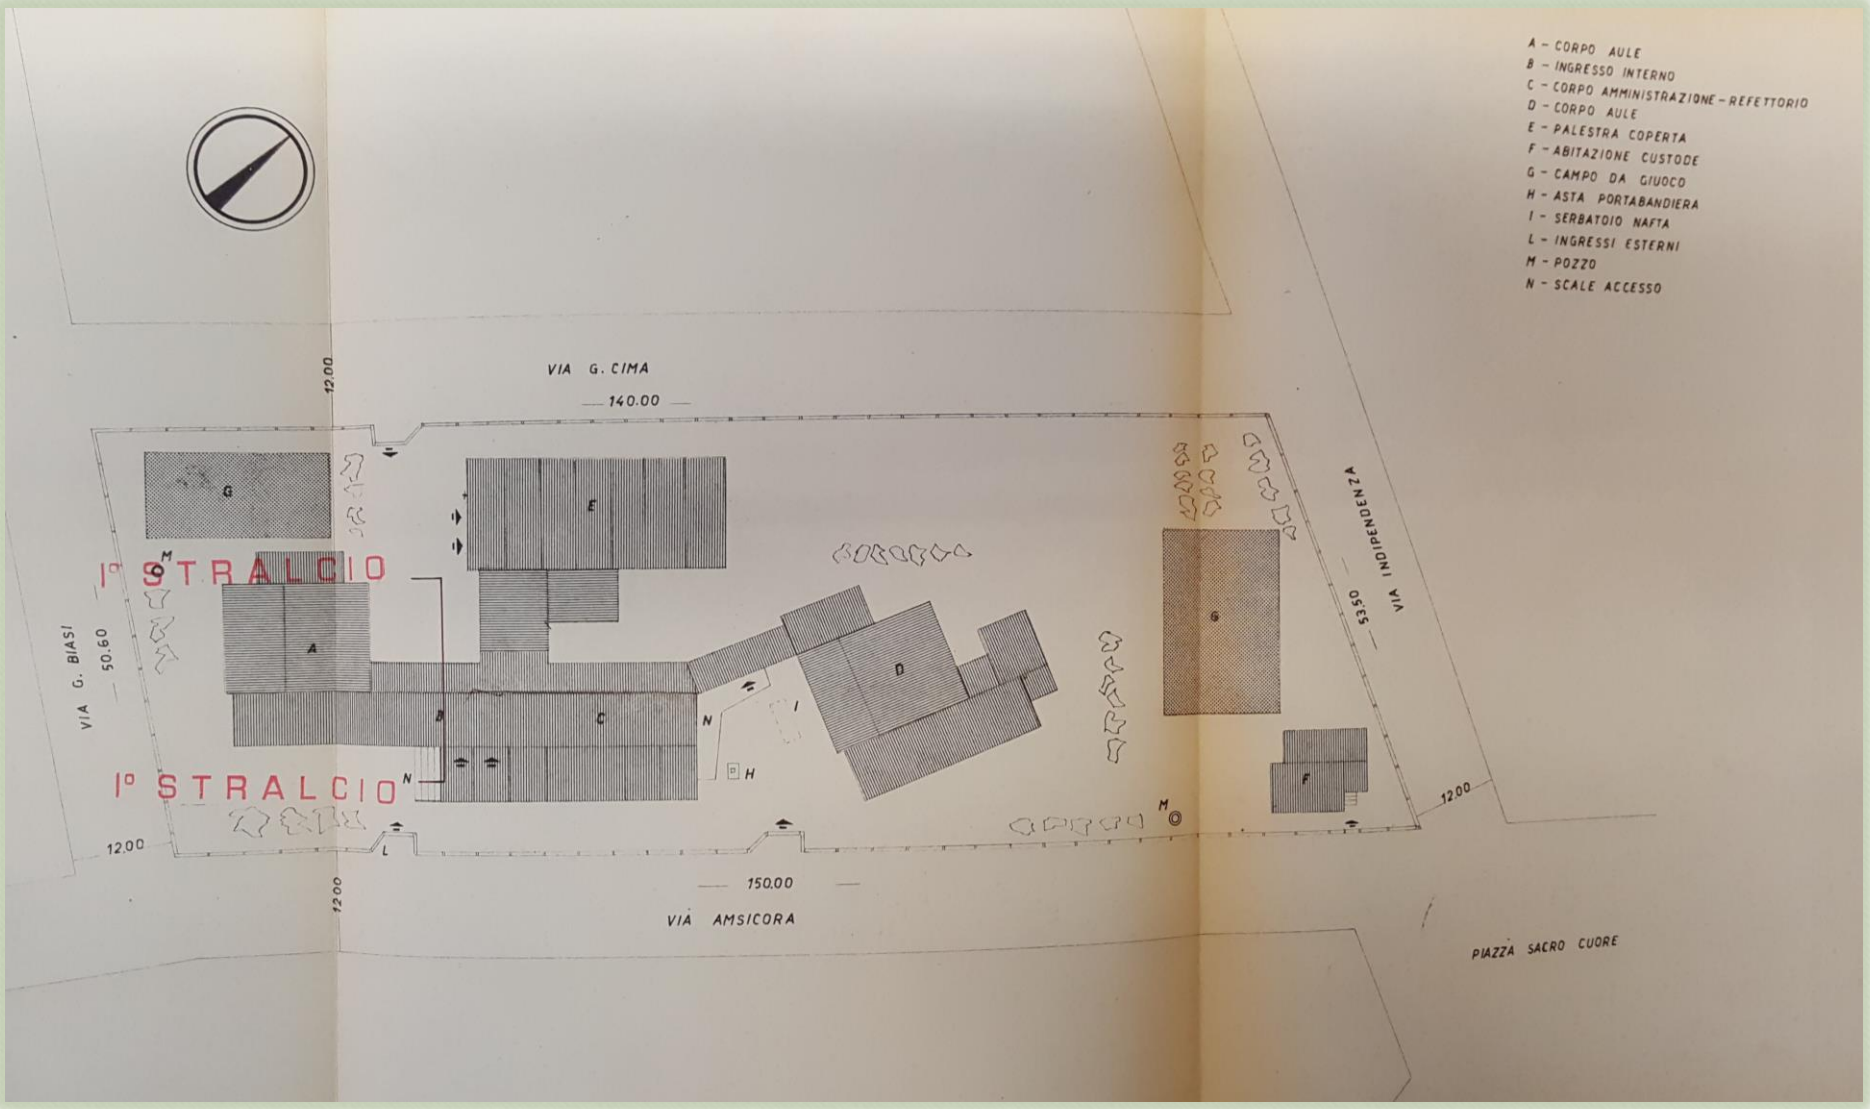 A - CORPO AULE
B - INGRESSO INTERNO
C - CORPO AMMINISTRAZIONE - REFETTORIO
D - CORPO AULE
E - PALESTRA COPERTA
F - ABITAZIONE CUSTODE
G - CAMPO DA GIUOCO
H - ASTA PORTABANDIERA
I - SERBATOIO NAFTA
L - INGRESSI ESTERNI
M - POZZO
N - SCALE ACCESSO
12.00
VIA G. CIMA
140.00
G
E
M
I° STRALCIO
A
VIA G. BIASI
50.60
D
G
VIA INDIPENDENZA
53.50
B
C
N
I
H
N
I° STRALCIO
F
M
12.00
L
12.00
12.00
150.00
VIA AMSICORA
PIAZZA SACRO CUORE